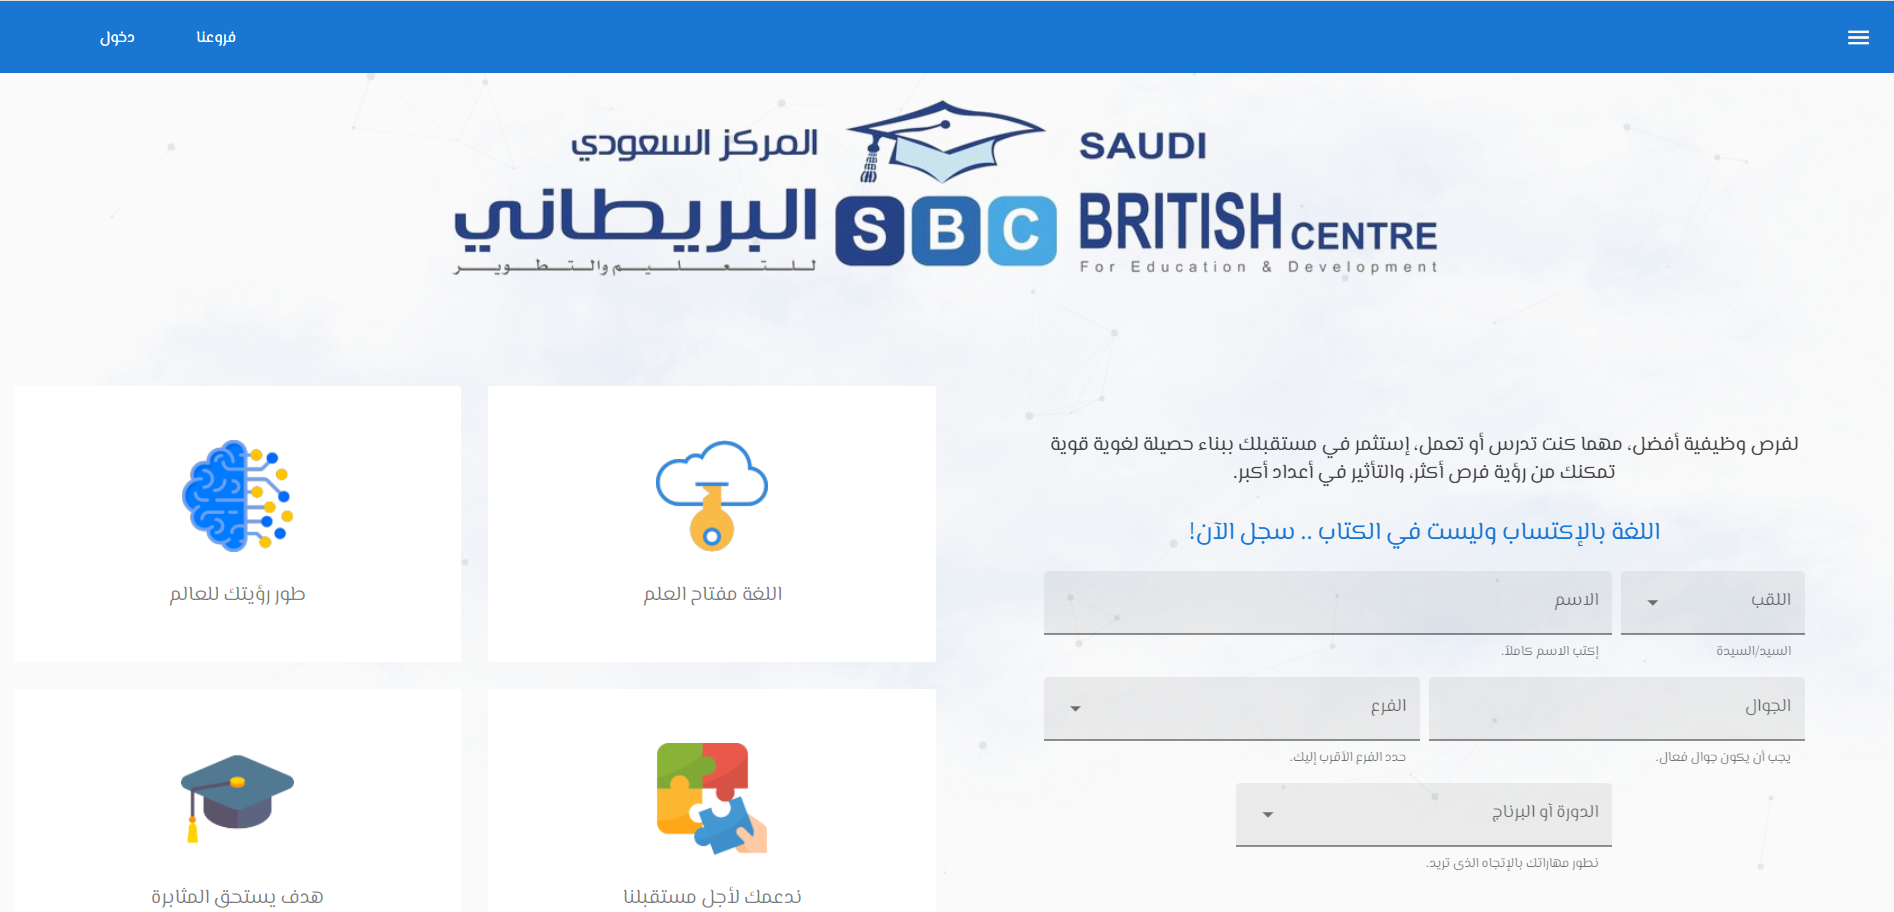 فروعنا
دخول
المركز السعودي
البريطاني
للتعليم والتطوير
SBC
SAUDI
BRITISH CENTRE
For Education & Development
لفرص وظيفية أفضل، مهما كنت تدرس أو تعمل، إستثمر في مستقبلك ببناء حصيلة لغوية قوية
تمكنك من رؤية فرص أكثر، والتأثير في أعداد أكبر.
اللغة بالإكتساب وليست في الكتاب .. سجل الآن!
اللقب
الاسم
السيد/السيدة
إكتب الاسم كاملاً.
الجوال
الفرع
يجب أن يكون جوال فعال.
حدد الفرع الأقرب إليك.
الدورة أو البرناج
نطور مهاراتك بالإتجاه الذي تريد.
اللغة مفتاح العلم
طور رؤيتك للعالم
ندعمك لأجل مستقبلنا
هدف يستحق المثابرة